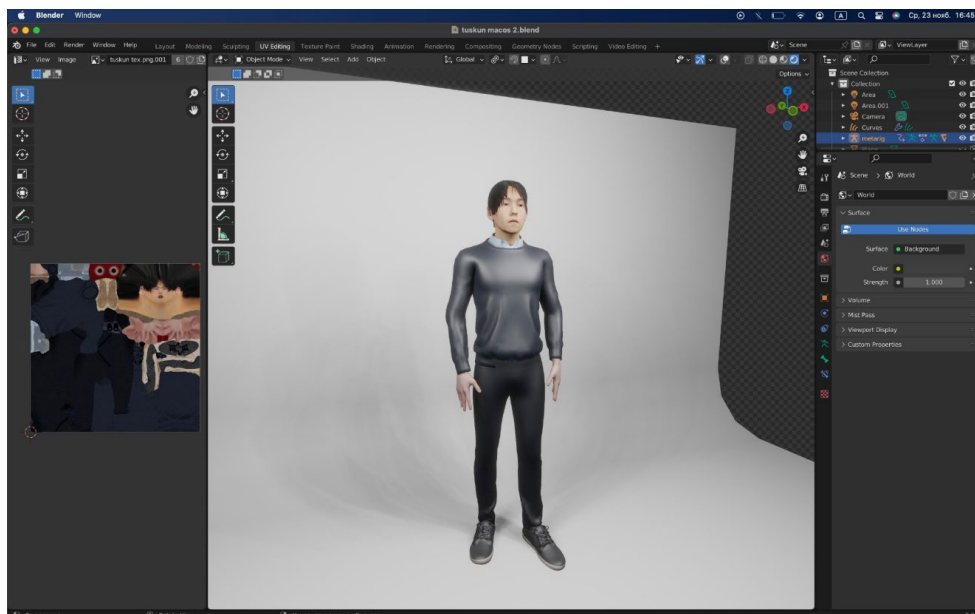 Blender Window A Ср, 23 нояб. 16:45
tuskun macos 2.blend
File Edit Render Window Help Layout Modeling Sculpting UV Editing Texture Paint Shading Animation Rendering Compositing Geometry Nodes Scripting Video Editing + Scene ViewLayer
View Image tuskun tex.png.001 6 Object Mode View Select Add Object Global
Options
Scene Collection
Collection
Area
Area.001
Camera
Curves
metarig
Scene > World
World
Surface
Use Nodes
Surface Background
Color
Strength 1.000
Volume
Mist Pass
Viewport Display
Custom Properties